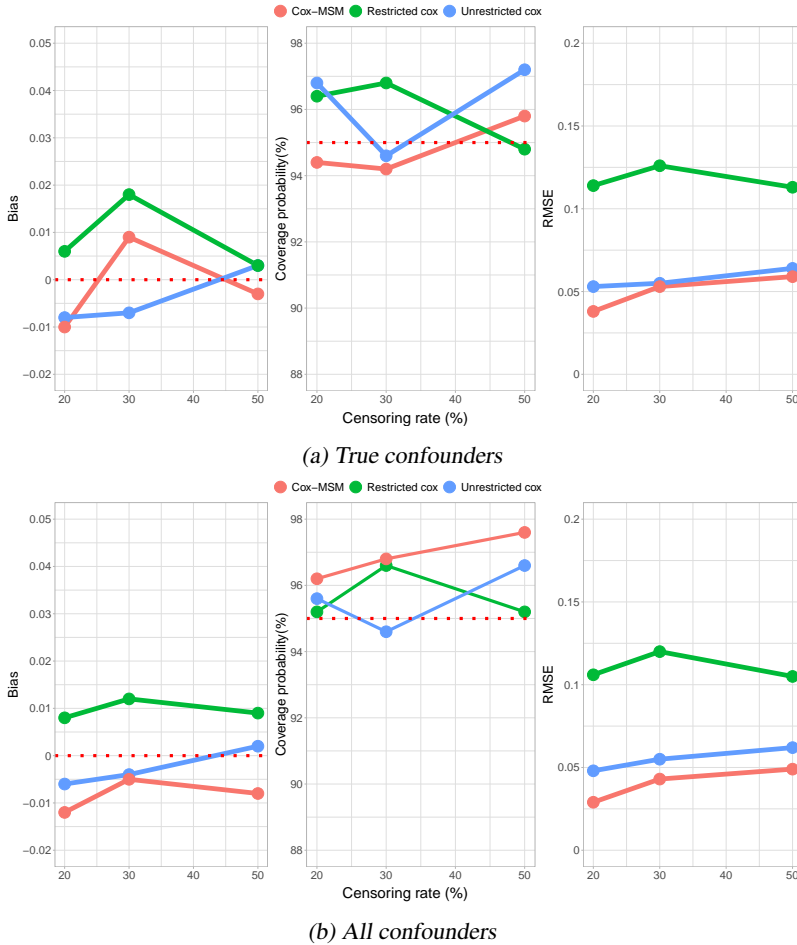 Cox−MSM Restricted cox Unrestricted cox
0.05
0.04
0.03
0.02
0.01
0
−0.01
−0.02
Bias
20 30 40 50
98
96
94
92
90
88
Coverage probability(%)
20 30 40 50
Censoring rate (%)
0.2
0.15
0.1
0.05
0
RMSE
20 30 40 50
(a) True confounders
Cox−MSM Restricted cox Unrestricted cox
0.05
0.04
0.03
0.02
0.01
0
−0.01
−0.02
Bias
20 30 40 50
98
96
94
92
90
88
Coverage probability(%)
20 30 40 50
Censoring rate (%)
0.2
0.15
0.1
0.05
0
RMSE
20 30 40 50
(b) All confounders